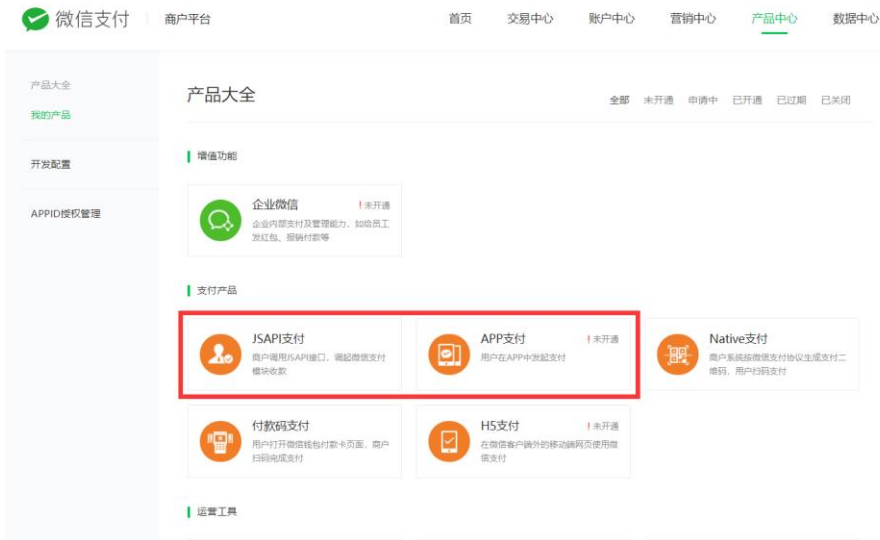 微信支付 商户平台 首页 交易中心 账户中心 营销中心 产品中心 数据中心
产品大全
我的产品
开发配置
APPID授权管理
产品大全 全部 未开通 申请中 已开通 已过期 已关闭
增值功能
企业微信 !未开通
企业内部支付及管理能力，如给员工
发红包、报销付款等
支付产品
JSAPI支付
商户调用JSAPI接口，调起微信支付
模块收款
APP支付 !未开通
用户在APP中发起支付
Native支付
商户系统按微信支付协议生成支付二
维码，用户扫码支付
付款码支付
用户打开微信钱包付款卡页面，商户
扫码完成支付
H5支付 !未开通
在微信客户端外的移动端网页使用微
信支付
运营工具